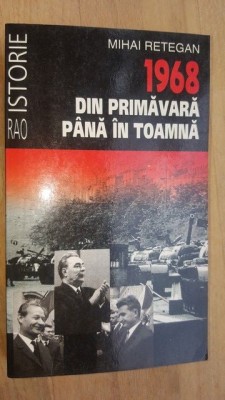 RAO ISTORIE
MIHAI RETEGAN
1968
DIN PRIMĂVARĂ
PÂNĂ ÎN TOAMNĂ